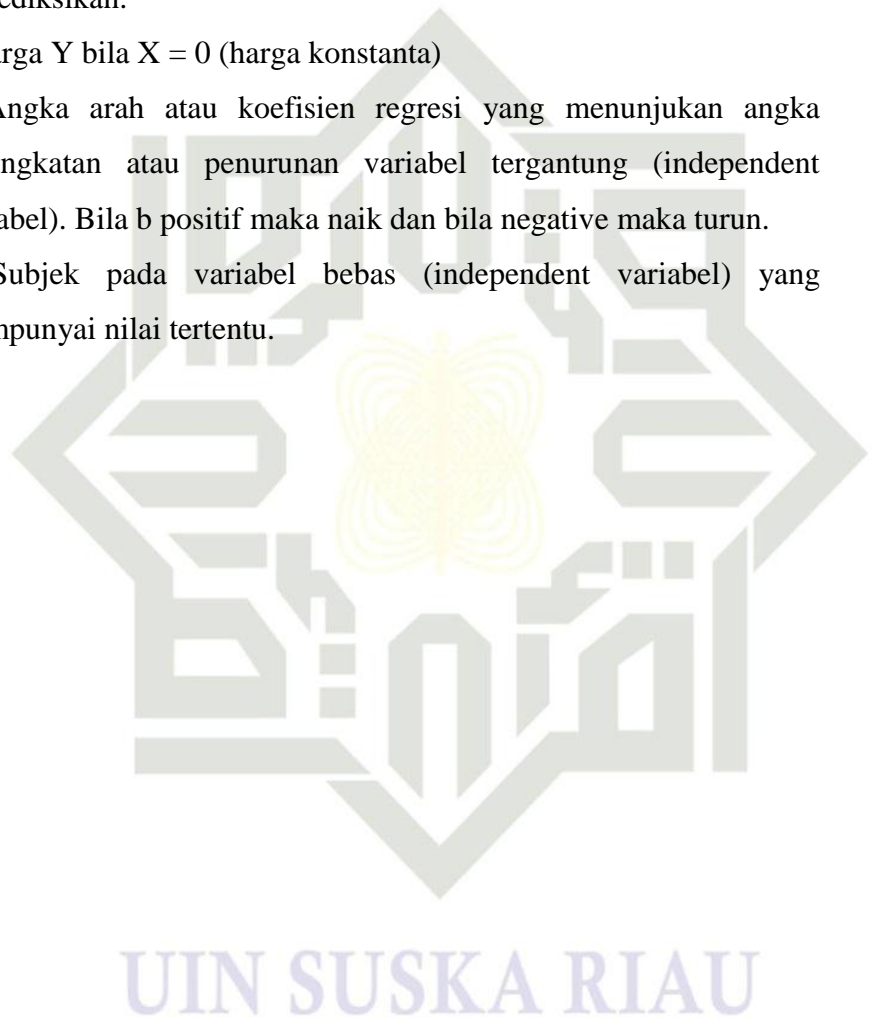 ediksikan.
arga Y bila X = 0 (harga konstanta)
Angka arah atau koefisien regresi yang menunjukan angka
ingkatan atau penurunan variabel tergantung (independent
abel). Bila b positif maka naik dan bila negative maka turun.
Subjek pada variabel bebas (independent variabel) yang
npunyai nilai tertentu.
UIN SUSKA RIAU